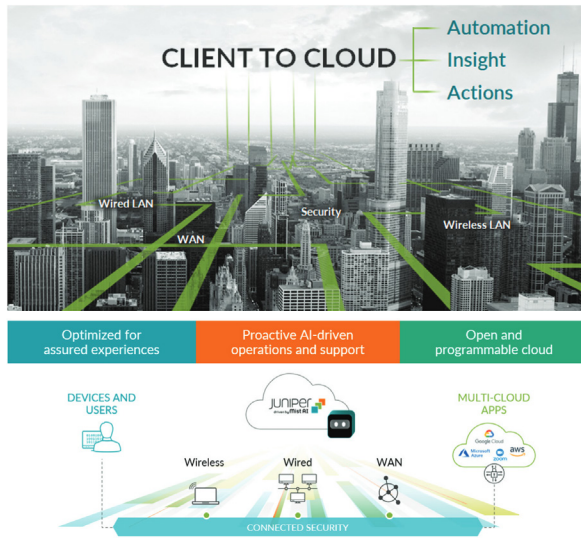 CLIENT TO CLOUD
Automation
Insight
Actions
Wired LAN
Security
Wireless LAN
WAN
Optimized for
assured experiences
Proactive AI-driven
operations and support
Open and
programmable cloud
DEVICES AND
USERS
JUNIPER
driven by Mist AI
MULTI-CLOUD
APPS
Google Cloud
Microsoft
Azure
zoom
aws
Wireless
Wired
WAN
CONNECTED SECURITY